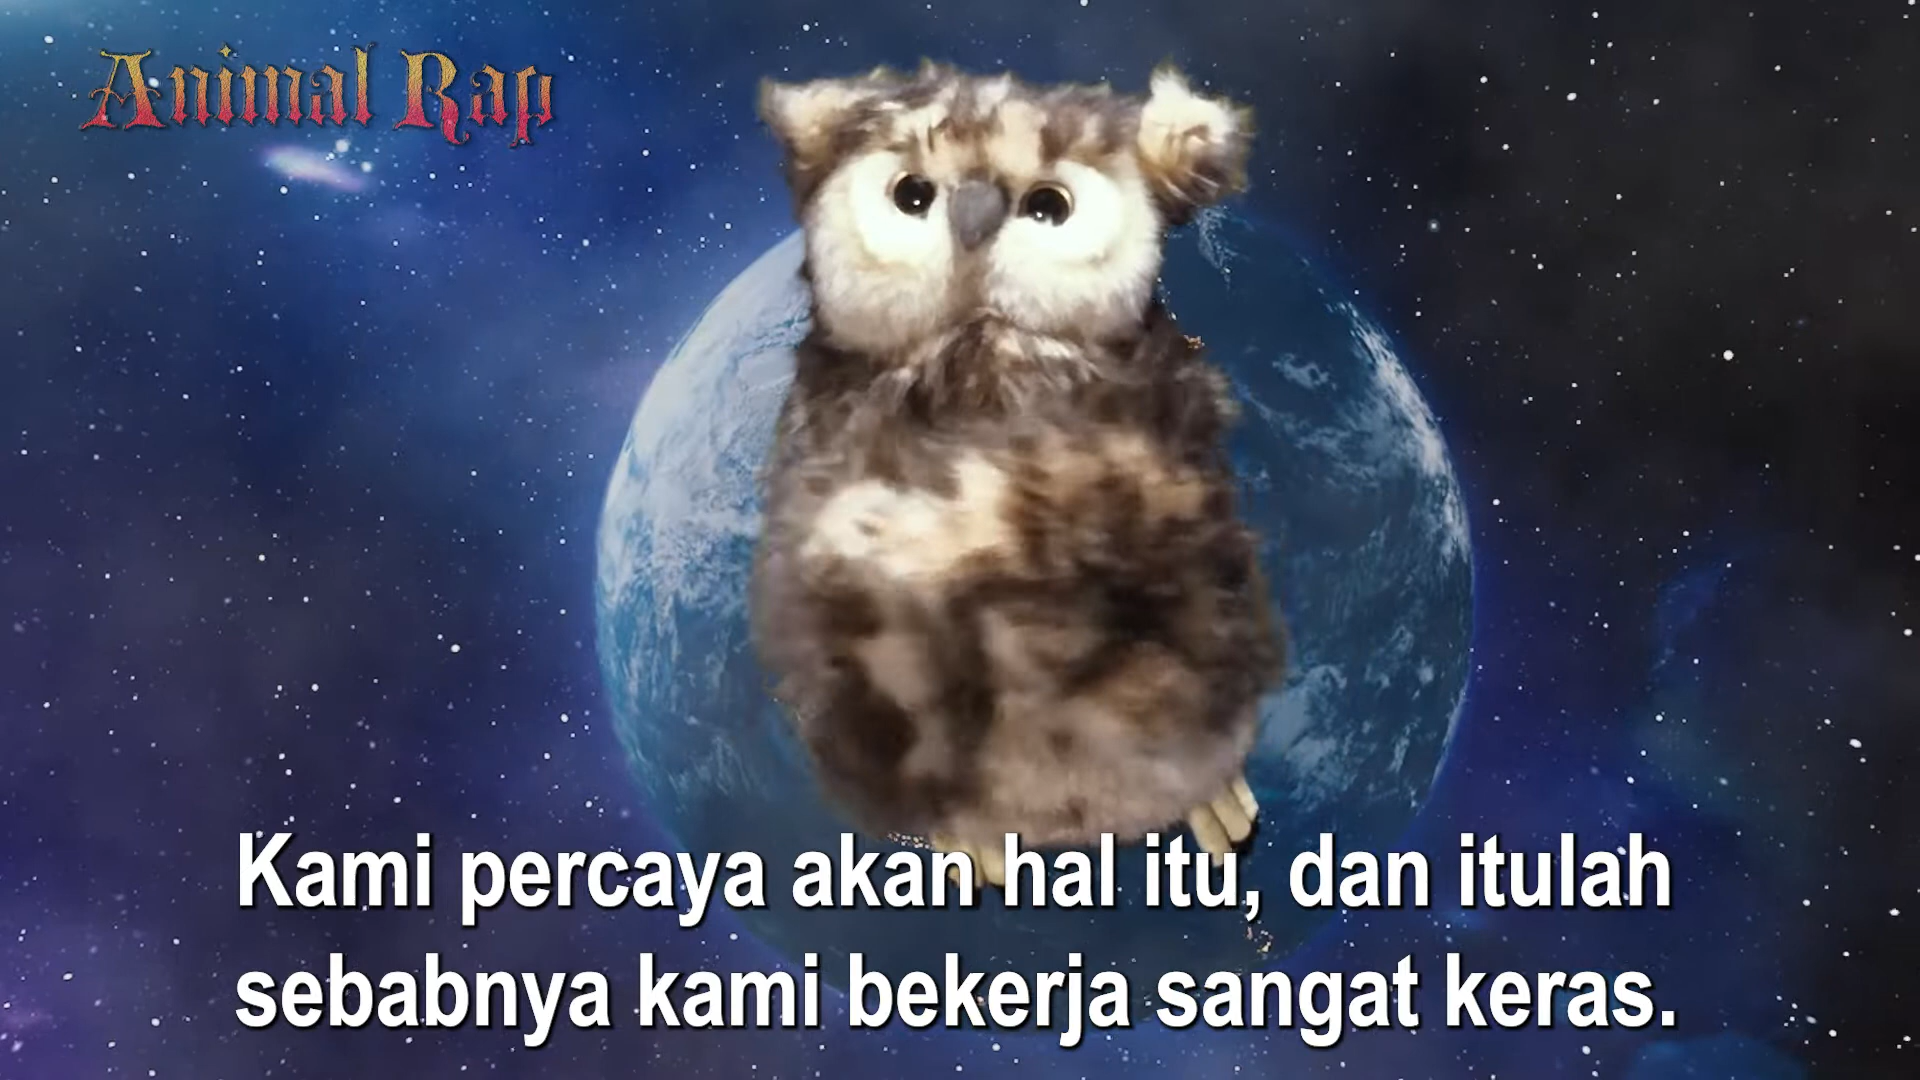 Animal Rap
Kami percaya akan hal itu, dan itulah
sebabnya kami bekerja sangat keras.